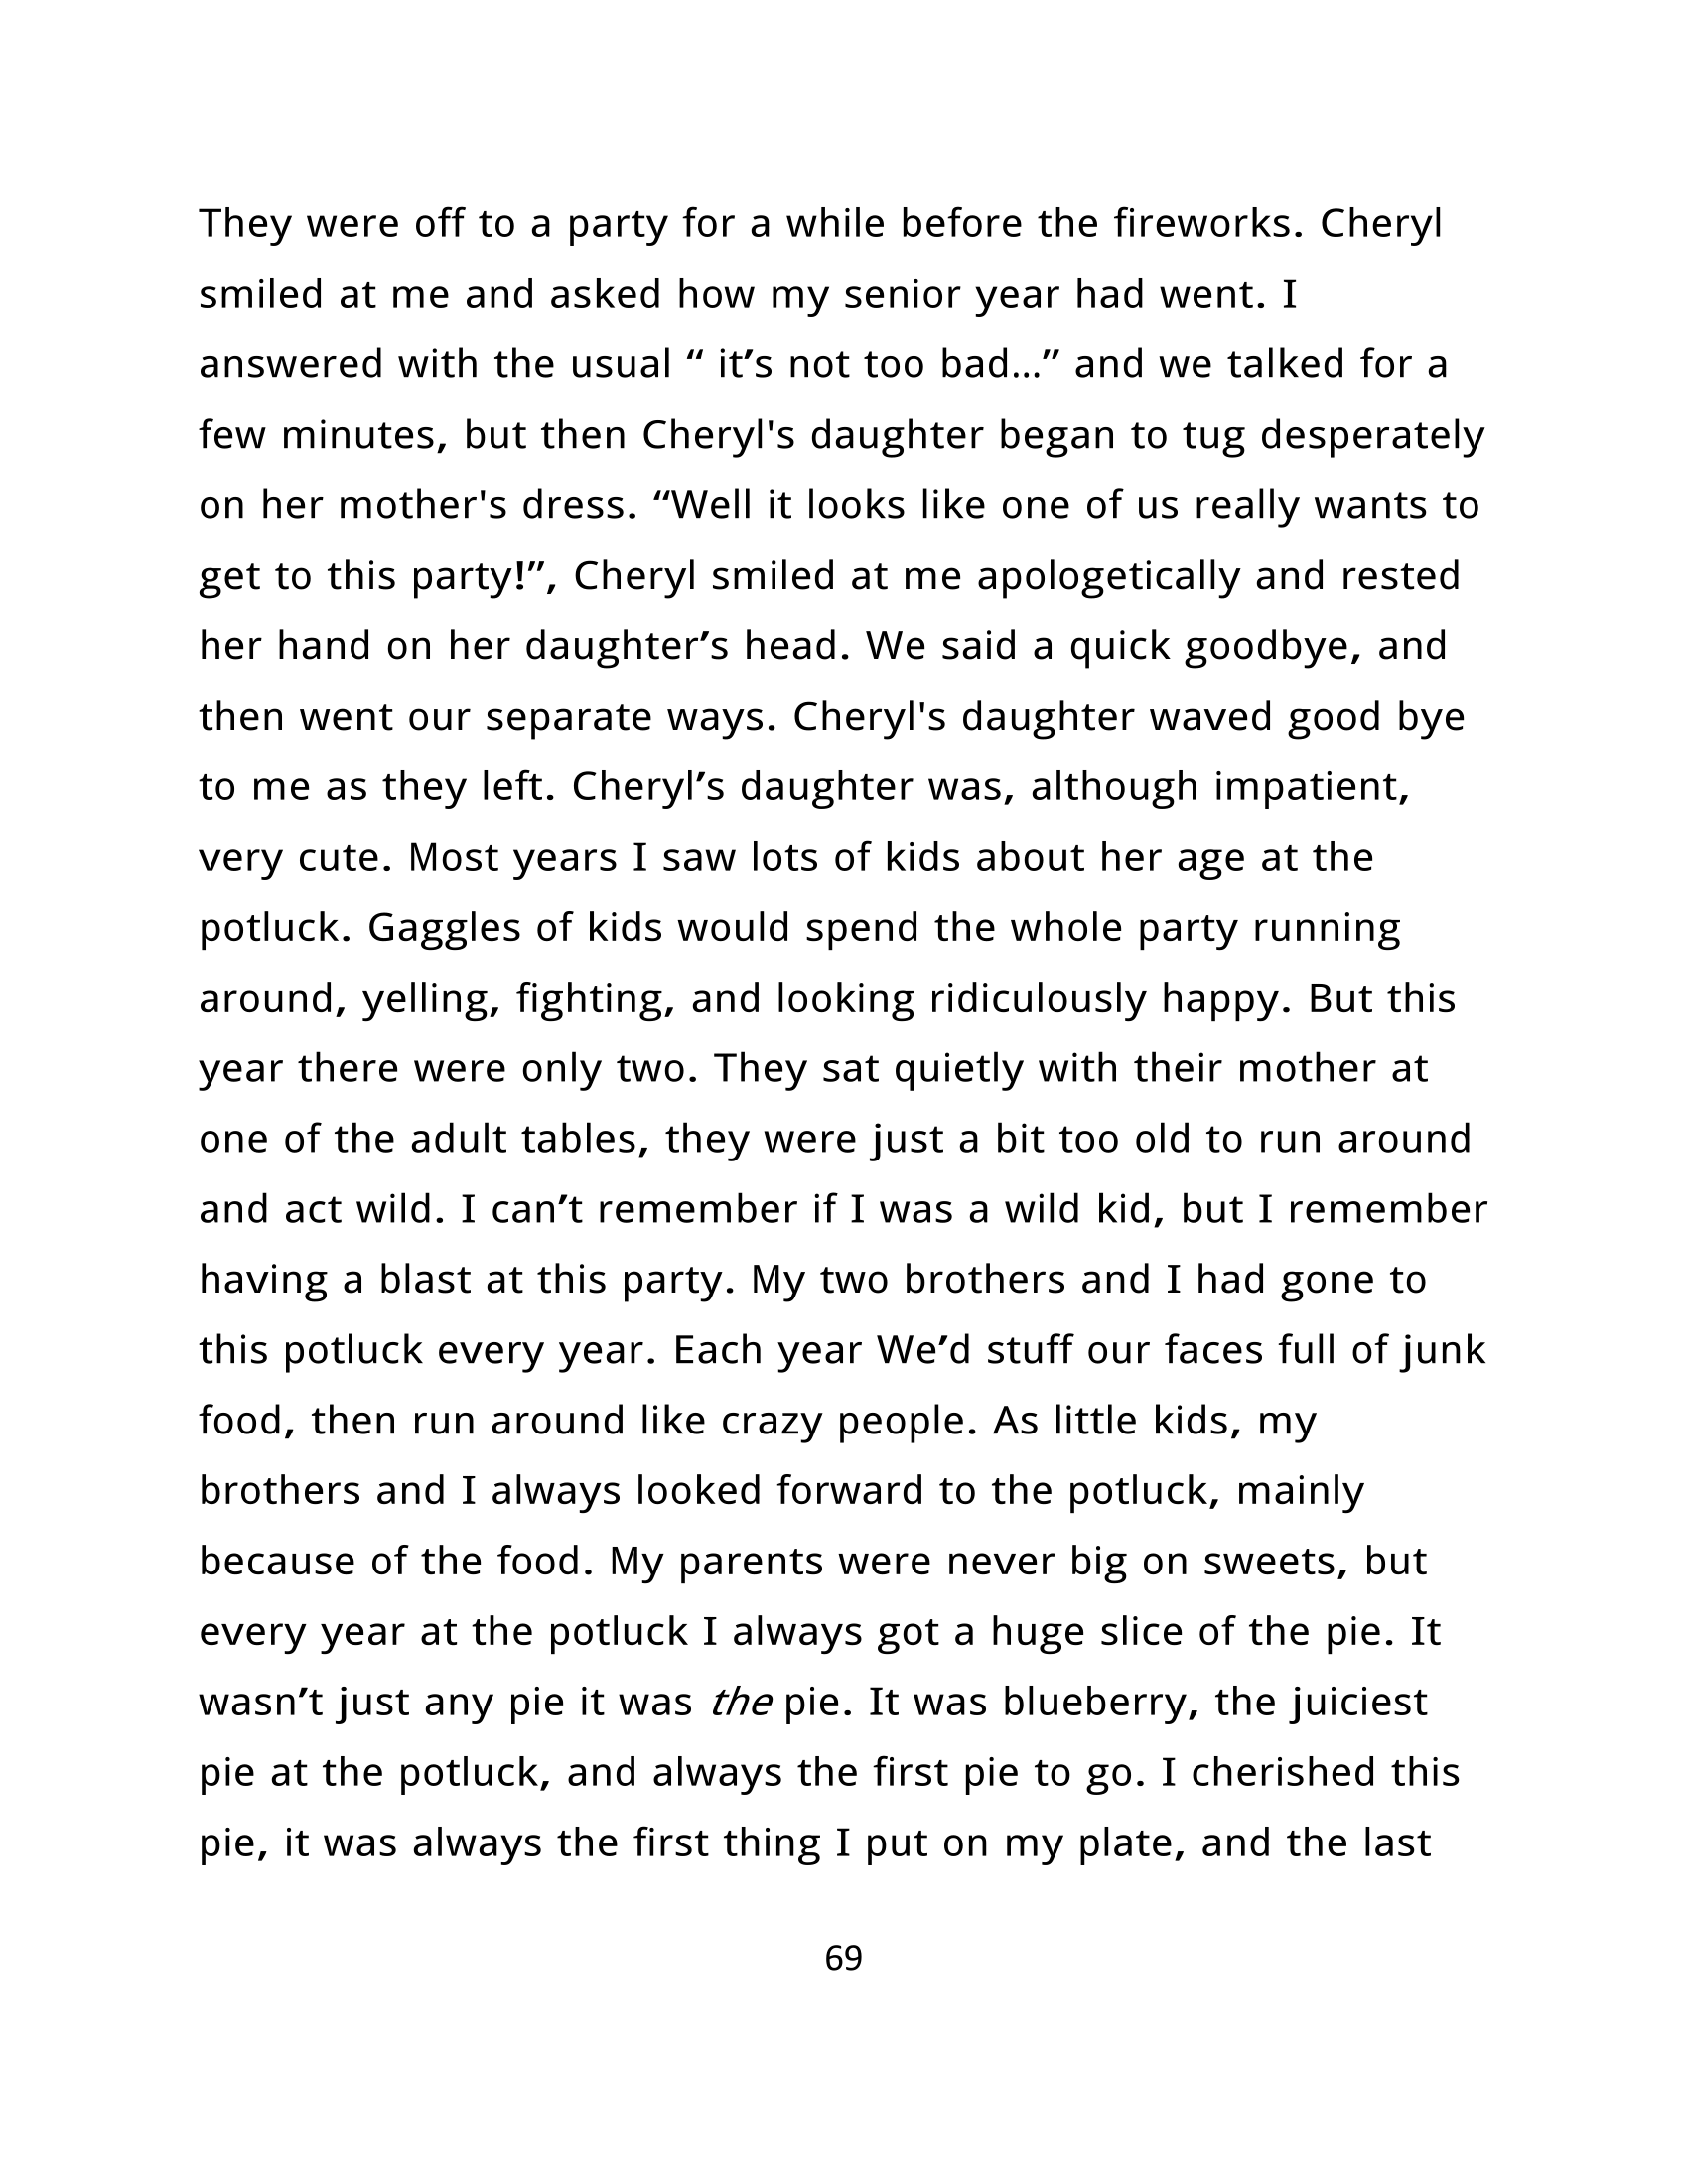 They were off to a party for a while before the fireworks. Cheryl
smiled at me and asked how my senior year had went. I
answered with the usual “ it’s not too bad…” and we talked for a
few minutes, but then Cheryl's daughter began to tug desperately
on her mother's dress. “Well it looks like one of us really wants to
get to this party!”, Cheryl smiled at me apologetically and rested
her hand on her daughter’s head. We said a quick goodbye, and
then went our separate ways. Cheryl's daughter waved good bye
to me as they left. Cheryl’s daughter was, although impatient,
very cute. Most years I saw lots of kids about her age at the
potluck. Gaggles of kids would spend the whole party running
around, yelling, fighting, and looking ridiculously happy. But this
year there were only two. They sat quietly with their mother at
one of the adult tables, they were just a bit too old to run around
and act wild. I can’t remember if I was a wild kid, but I remember
having a blast at this party. My two brothers and I had gone to
this potluck every year. Each year We’d stuff our faces full of junk
food, then run around like crazy people. As little kids, my
brothers and I always looked forward to the potluck, mainly
because of the food. My parents were never big on sweets, but
every year at the potluck I always got a huge slice of the pie. It
wasn’t just any pie it was the pie. It was blueberry, the juiciest
pie at the potluck, and always the first pie to go. I cherished this
pie, it was always the first thing I put on my plate, and the last
69